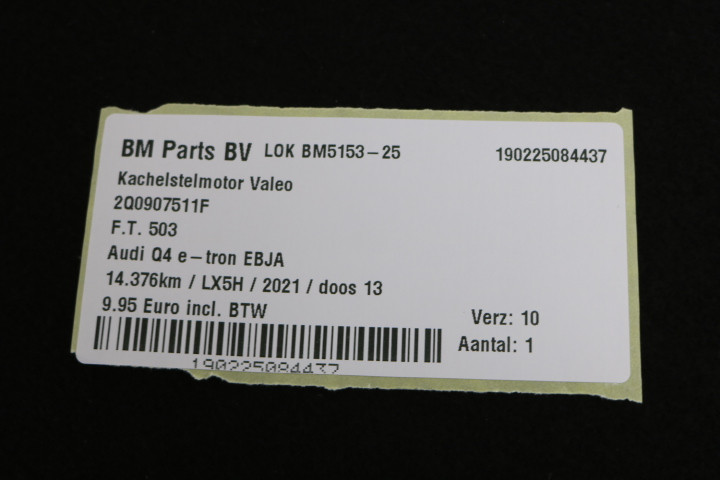 BM Parts BV LOK BM5153-25 190225084437
Kachelstelmotor Valeo
2Q0907511F
F.T. 503
Audi Q4 e-tron EBJA
14.376km / LX5H / 2021 / doos 13
9.95 Euro incl. BTW
Verz: 10
Aantal: 1
190225084437